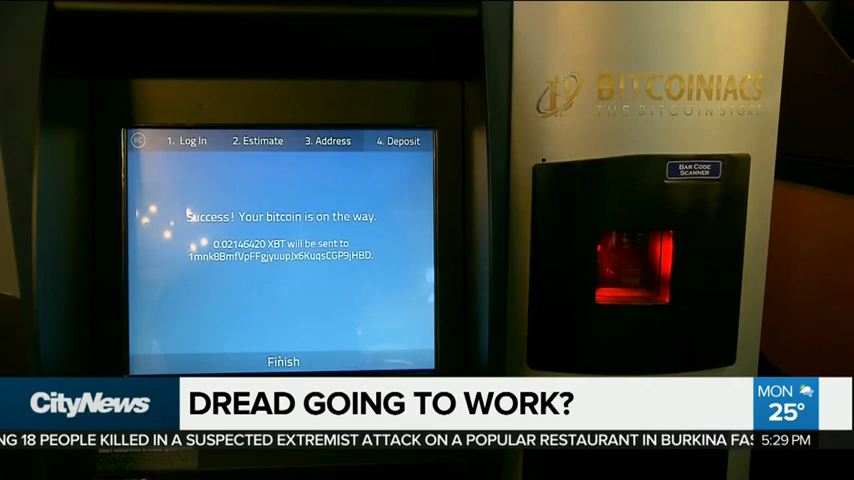 BITCOINIACS
THE BITCOIN STORE
BAR CODE
SCANNER
1. Log In 2. Estimate 3. Address 4. Deposit
Success! Your bitcoin is on the way.
0.02146420 XBT will be sent to
1mnk8BmfVpFFgjyuupJx6KuqsCGP9jHBD.
Finish
CityNews
DREAD GOING TO WORK?
MON
25°
NG 18 PEOPLE KILLED IN A SUSPECTED EXTREMIST ATTACK ON A POPULAR RESTAURANT IN BURKINA FAS
5:29 PM